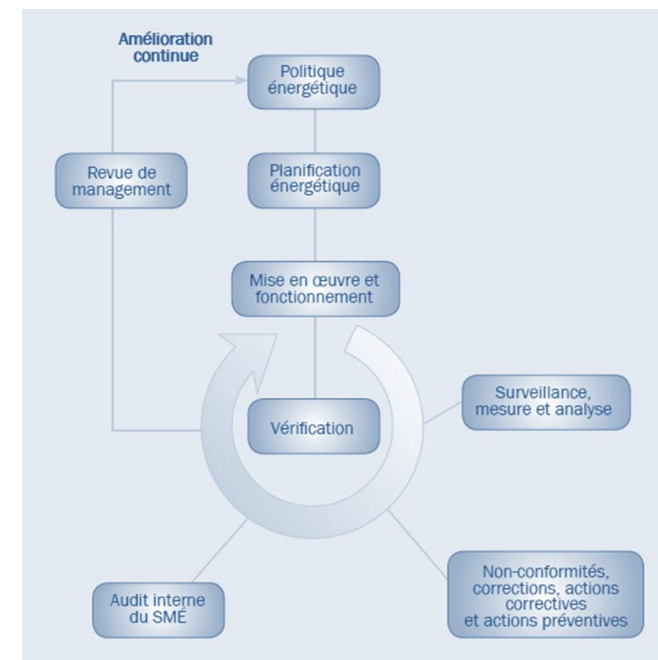 Amélioration
continue
Politique
énergétique
Revue de
management
Planification
énergétique
Mise en œuvre et
fonctionnement
Vérification
Surveillance,
mesure et analyse
Non-conformités,
corrections, actions
correctives
et actions préventives
Audit interne
du SMÉ